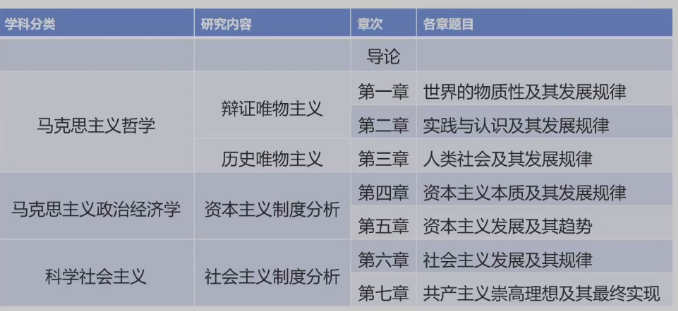 学科分类 研究内容 章次 各章题目
导论
第一章 世界的物质性及其发展规律
辩证唯物主义
马克思主义哲学 第二章 实践与认识及其发展规律
历史唯物主义 第三章 人类社会及其发展规律
第四章 资本主义本质及其发展规律
马克思主义政治经济学 资本主义制度分析
第五章 资本主义发展及其趋势
第六章 社会主义发展及其规律
科学社会主义 社会主义制度分析
第七章 共产主义崇高理想及其最终实现